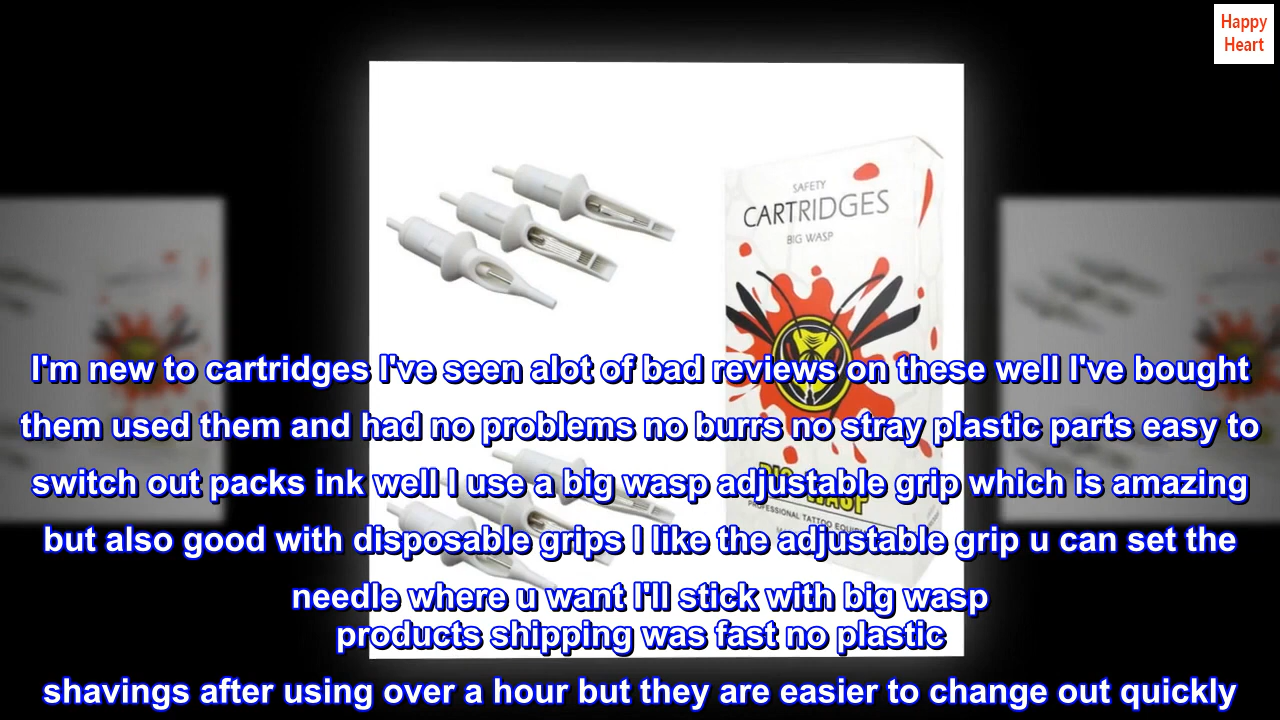 Happy
Heart
SAFETY
CARTRIDGES
BIG WASP
I'm new to cartridges I've seen alot of bad reviews on these well I've bought
them used them and had no problems no burrs no stray plastic parts easy to
switch out packs ink well I use a big wasp adjustable grip which is amazing
but also good with disposable grips I like the adjustable grip u can set the
needle where u want I'll stick with big wasp
products shipping was fast no plastic
shavings after using over a hour but they are easier to change out quickly
PROFESSIONAL TATTOO